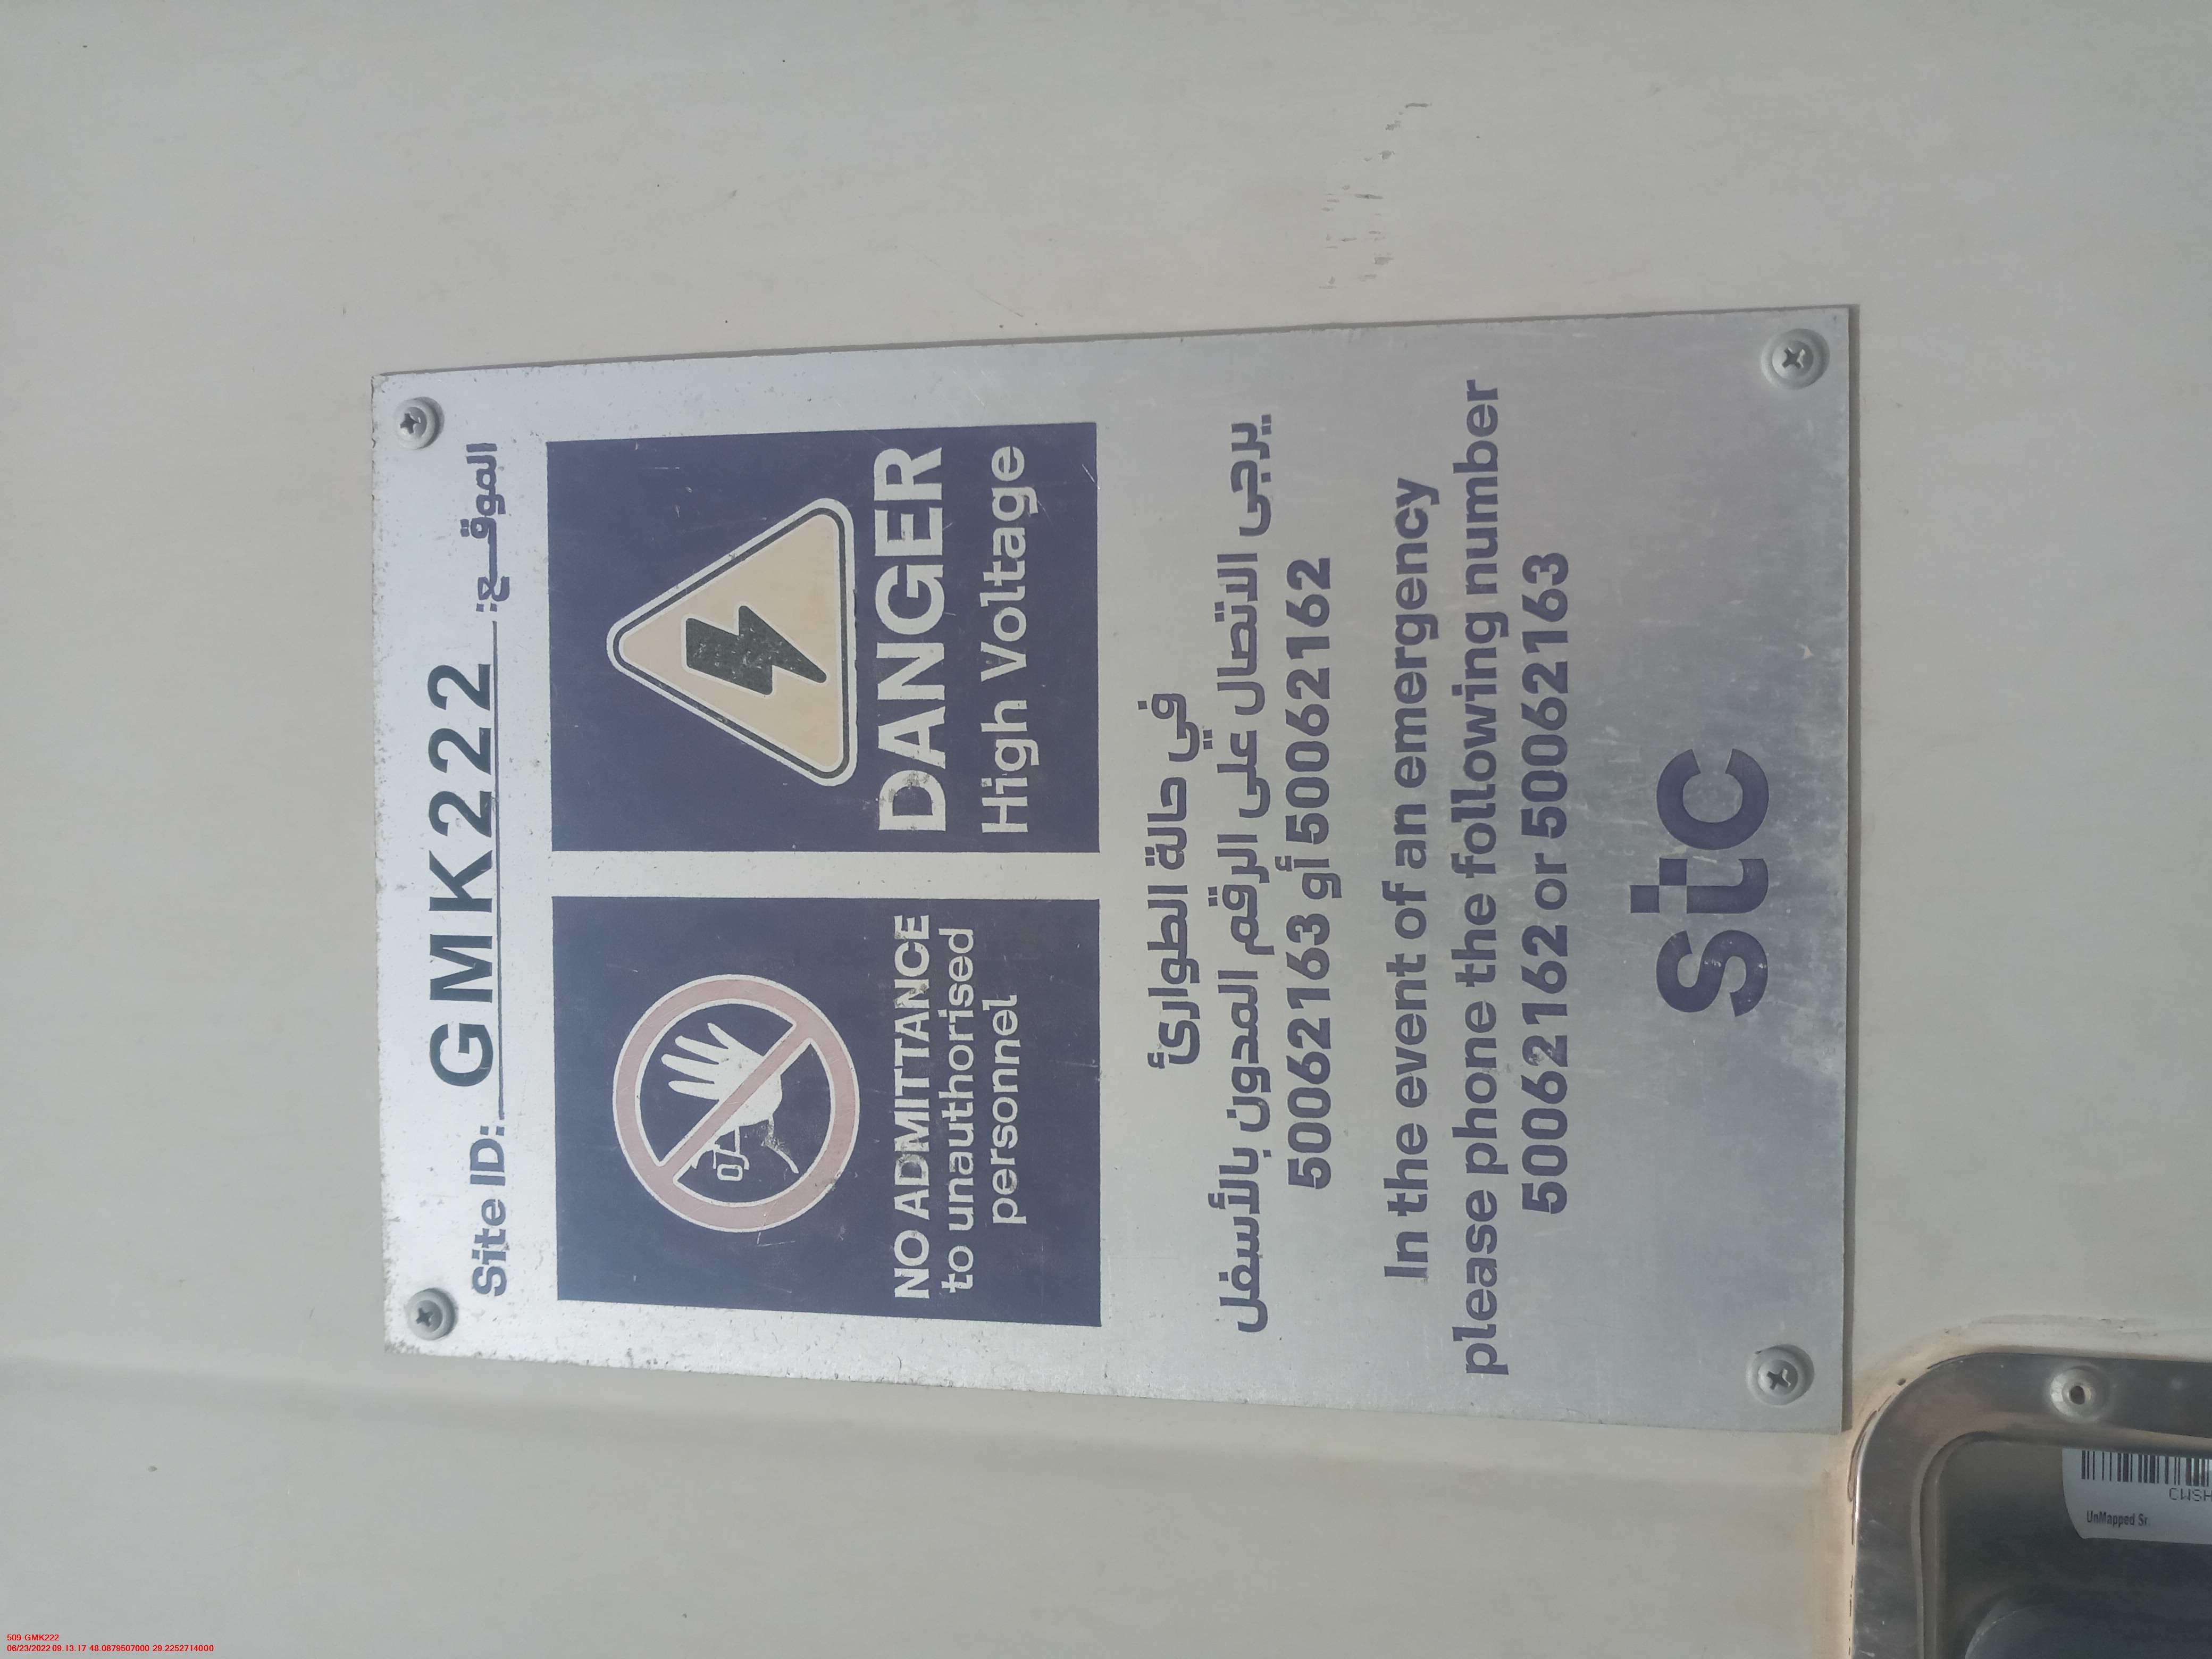 Site ID: GMK222 الموقع:
NO ADMITTANCE
to unauthorised
personnel
DANGER
High Voltage
في حالة الطوارئ
يرجى الاتصال على الرقم المدون بالأسفل
50062162 أو 50062163
In the event of an emergency
please phone the following number
50062162 or 50062163
stc
UnMapped Sr
509-GMK222
06/23/2022 09:13:17 48.0879507000 29.2252714000